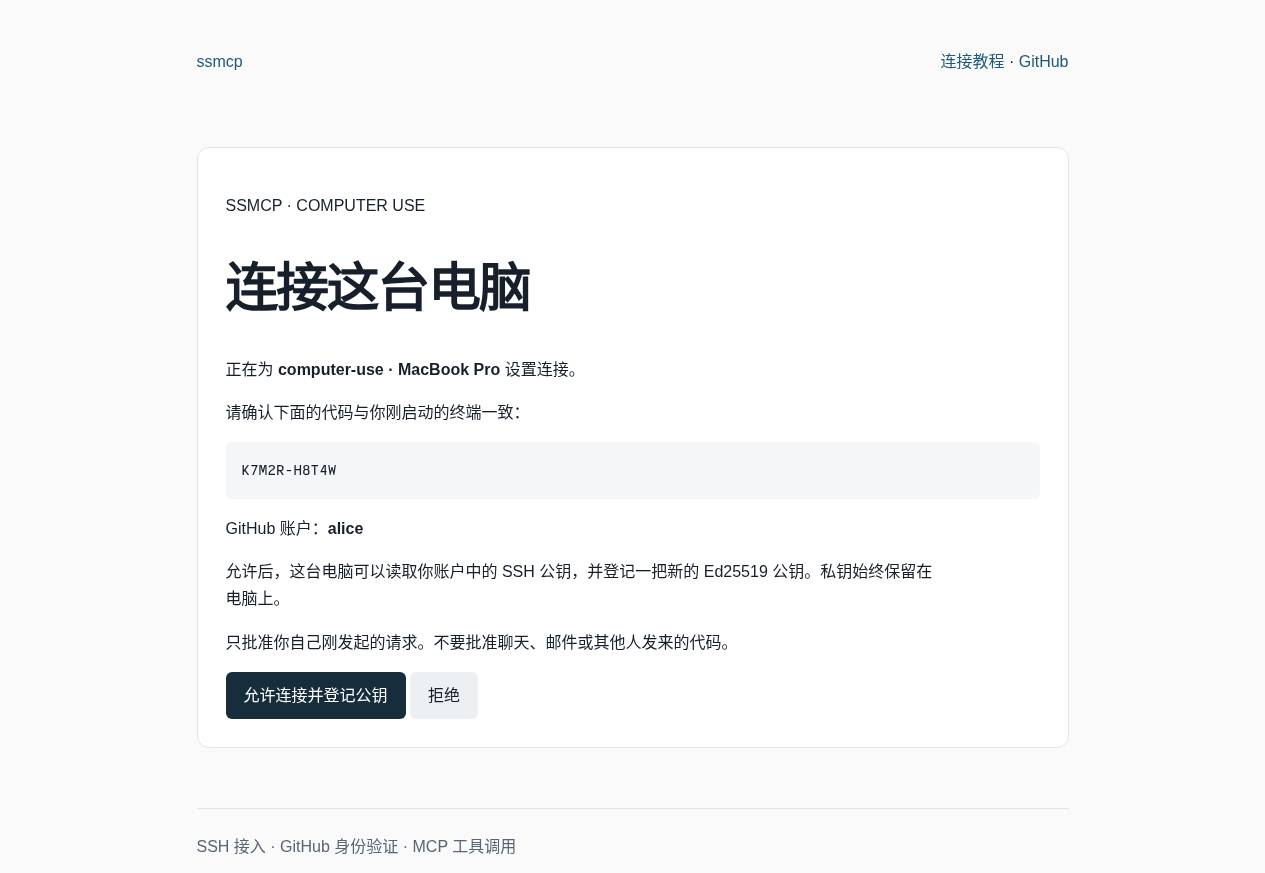 ssmcp
连接教程 · GitHub
SSMCP · COMPUTER USE
连接这台电脑
正在为 computer-use · MacBook Pro 设置连接。
请确认下面的代码与你刚启动的终端一致：
K7M2R-H8T4W
GitHub 账户：alice
允许后，这台电脑可以读取你账户中的 SSH 公钥，并登记一把新的 Ed25519 公钥。私钥始终保留在
电脑上。
只批准你自己刚发起的请求。不要批准聊天、邮件或其他人发来的代码。
允许连接并登记公钥
拒绝
SSH 接入 · GitHub 身份验证 · MCP 工具调用